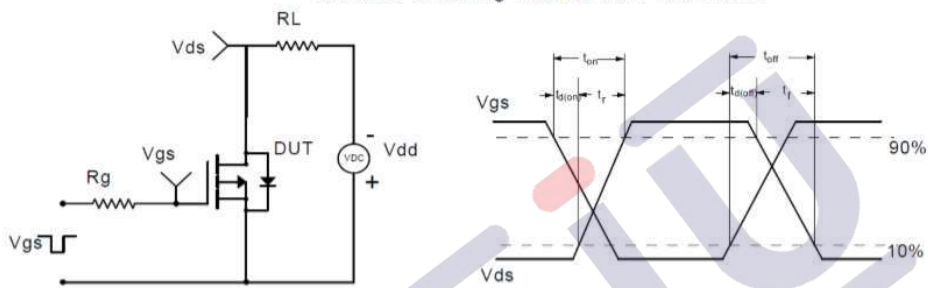 RL
Vds
Vgs
DUT
Rg
VDC
-
Vdd
+
Vgs
ton
toff
td(on)
tr
td(off)
tf
Vgs
90%
10%
Vds